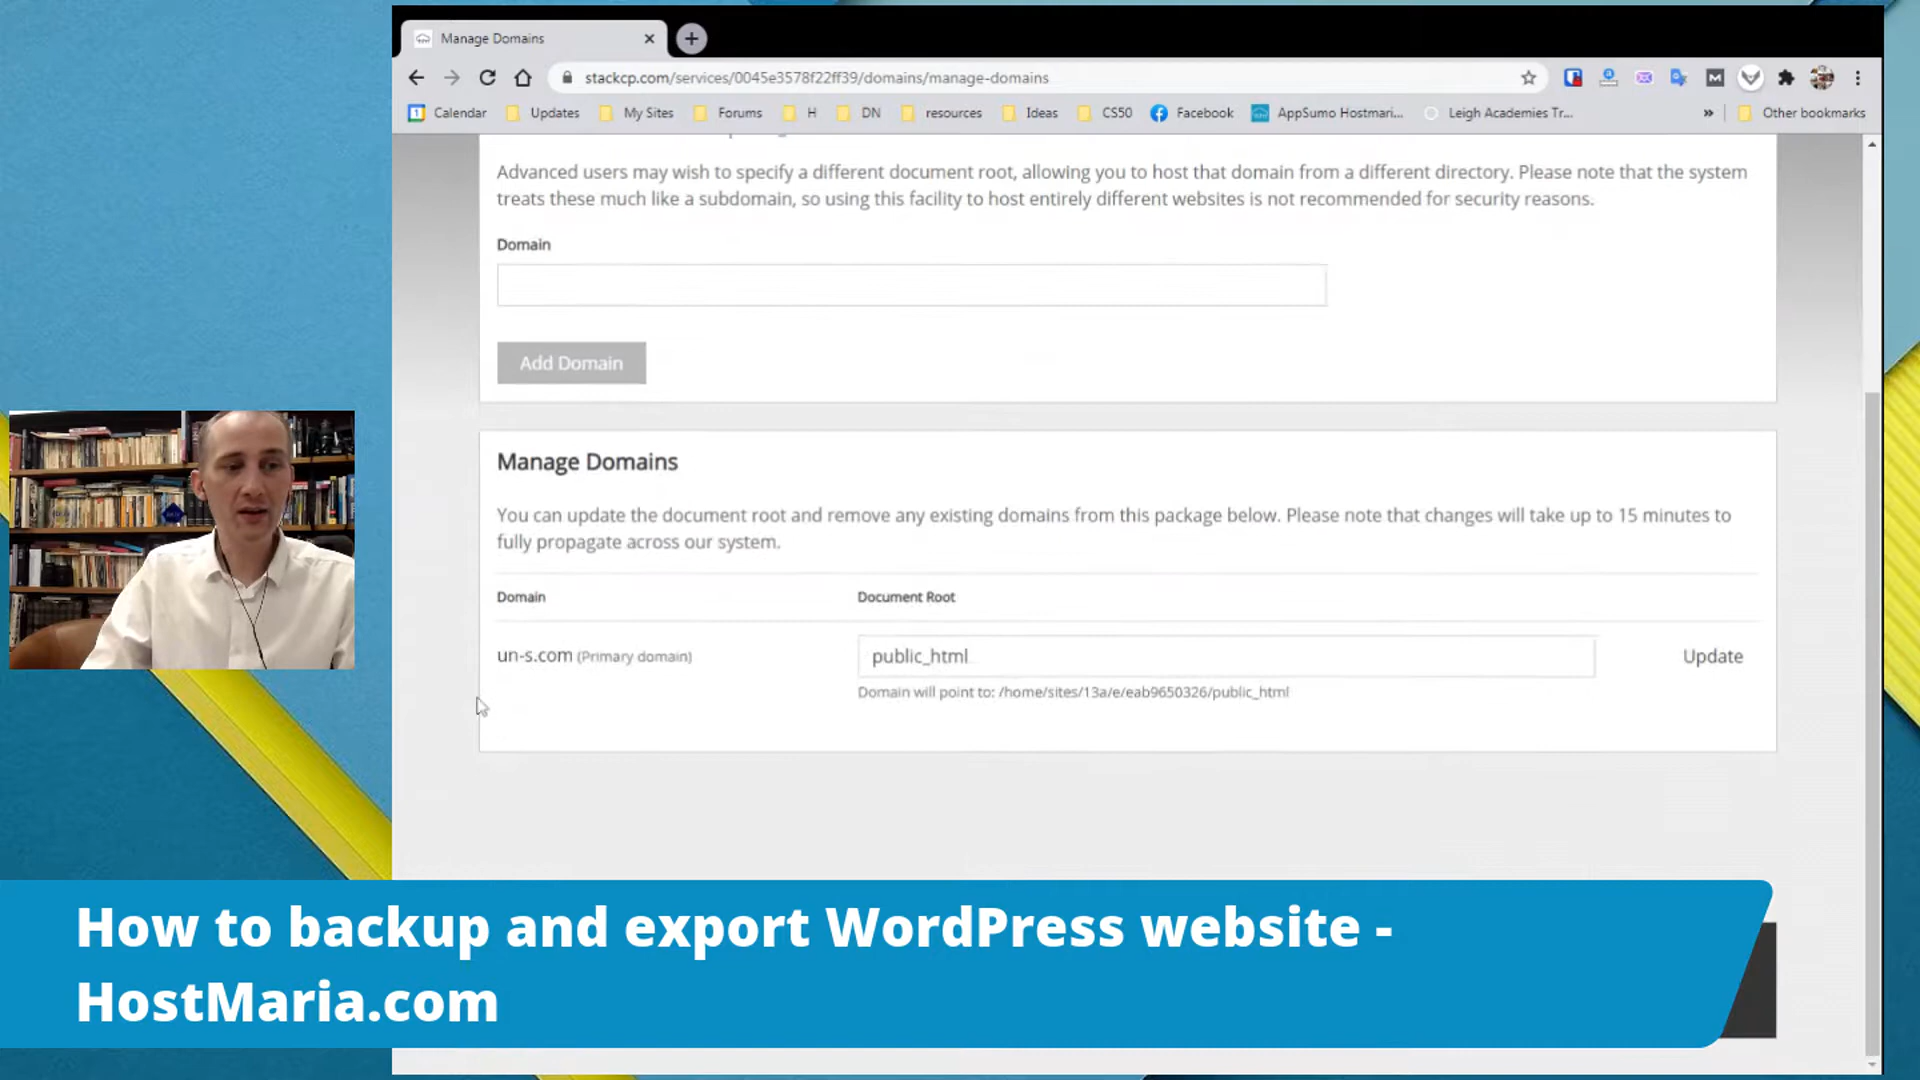 Manage Domains
stackcp.com/services/0045e3578f22ff39/domains/manage-domains
Calendar Updates My Sites Forums H DN resources Ideas CS50 Facebook AppSumo Hostmari... Leigh Academies Tr... » Other bookmarks
Advanced users may wish to specify a different document root, allowing you to host that domain from a different directory. Please note that the system
treats these much like a subdomain, so using this facility to host entirely different websites is not recommended for security reasons.
Domain
Add Domain
Manage Domains
You can update the document root and remove any existing domains from this package below. Please note that changes will take up to 15 minutes to
fully propagate across our system.
Domain Document Root
un-s.com (Primary domain) public_html Update
Domain will point to: /home/sites/13a/e/eab9650326/public_html
How to backup and export WordPress website -
HostMaria.com